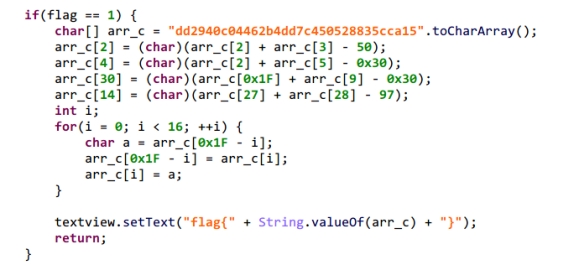 if(flag == 1) {
char[] arr_c = "dd2940c04462b4dd7c450528835cca15".toCharArray();
arr_c[2] = (char)(arr_c[2] + arr_c[3] - 50);
arr_c[4] = (char)(arr_c[2] + arr_c[5] - 0x30);
arr_c[30] = (char)(arr_c[0x1F] + arr_c[9] - 0x30);
arr_c[14] = (char)(arr_c[27] + arr_c[28] - 97);
int i;
for(i = 0; i < 16; ++i) {
char a = arr_c[0x1F - i];
arr_c[0x1F - i] = arr_c[i];
arr_c[i] = a;
}
textview.setText("flag{" + String.valueOf(arr_c) + "}");
return;
}